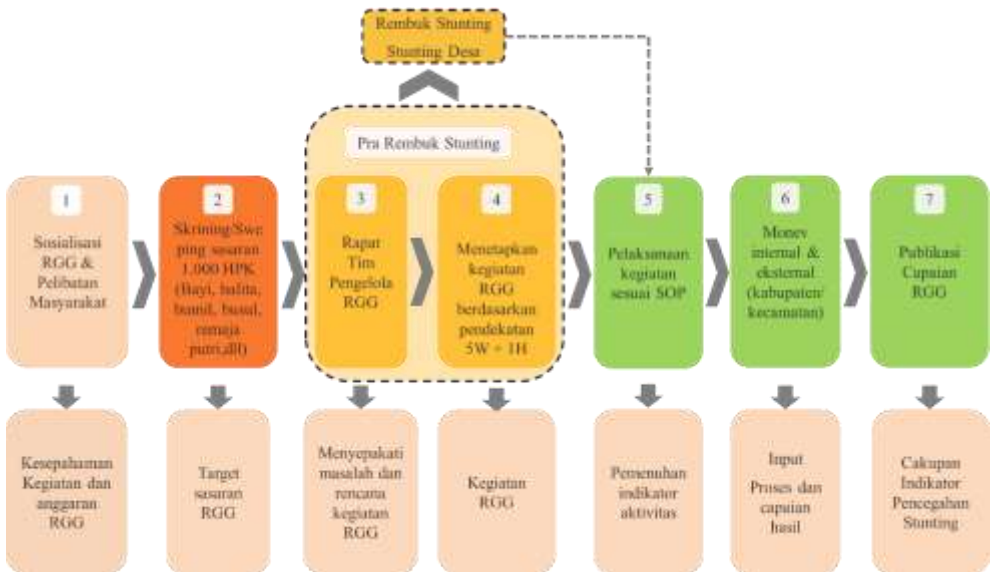 Rembuk Stunting
Stunting Desa
Pra Rembuk Stunting
1
Sosialisasi
RGG &
Pelibatan
Masyarakat
2
Skrining/Swe
ping sasaran
1.000 HPK
(Bayi, balita,
bumil, busui,
remaja
putri,dll)
3
Rapat
Tim
Pengelola
RGG
4
Menetapkan
kegiatan
RGG
berdasarkan
pendekatan
5W + 1H
5
Pelaksanaan
kegiatan
sesuai SOP
6
Monev
internal &
eksternal
(kabupaten/
kecamatan)
7
Publikasi
Capaian
RGG
Kesepahaman
Kegiatan dan
anggaran
RGG
Target
sasaran
RGG
Menyepakati
masalah dan
rencana
kegiatan
RGG
Kegiatan
RGG
Pemenuhan
indikator
aktivitas
Input
Proses dan
capaian
hasil
Cakupan
Indikator
Pencegahan
Stunting